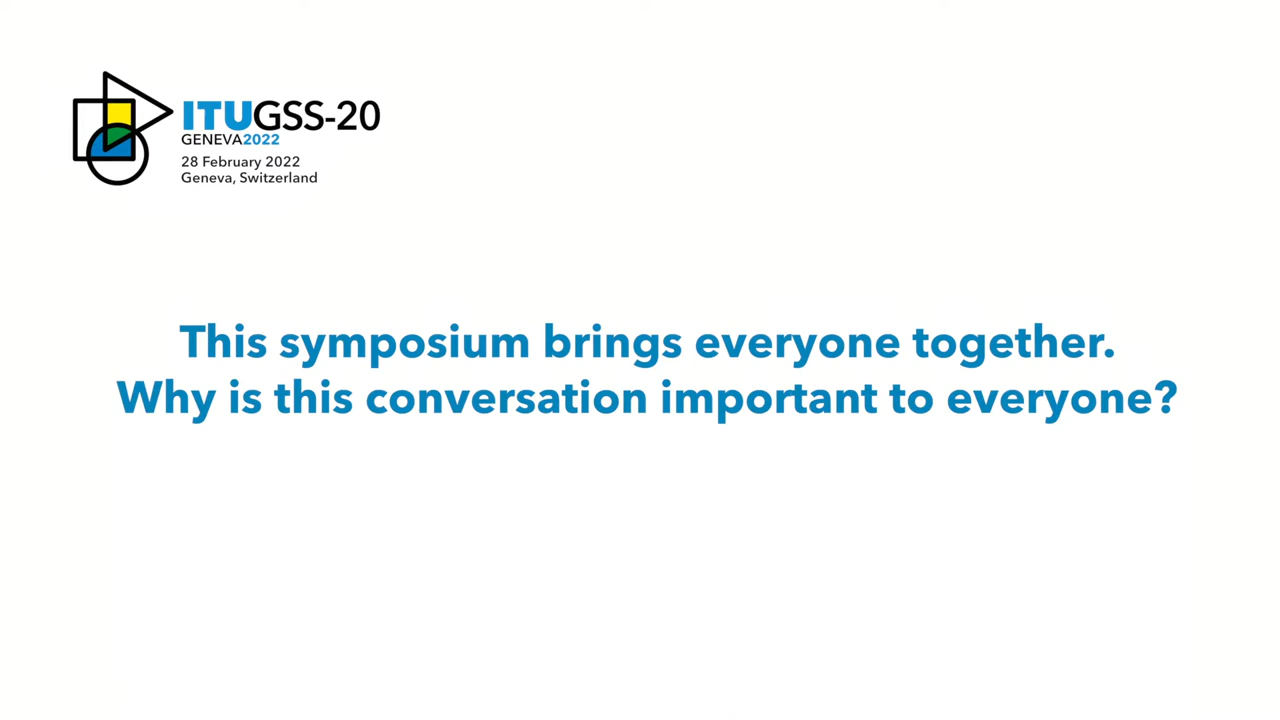 ITUGSS-20
GENEVA2022
28 February 2022
Geneva, Switzerland
This symposium brings everyone together.
Why is this conversation important to everyone?